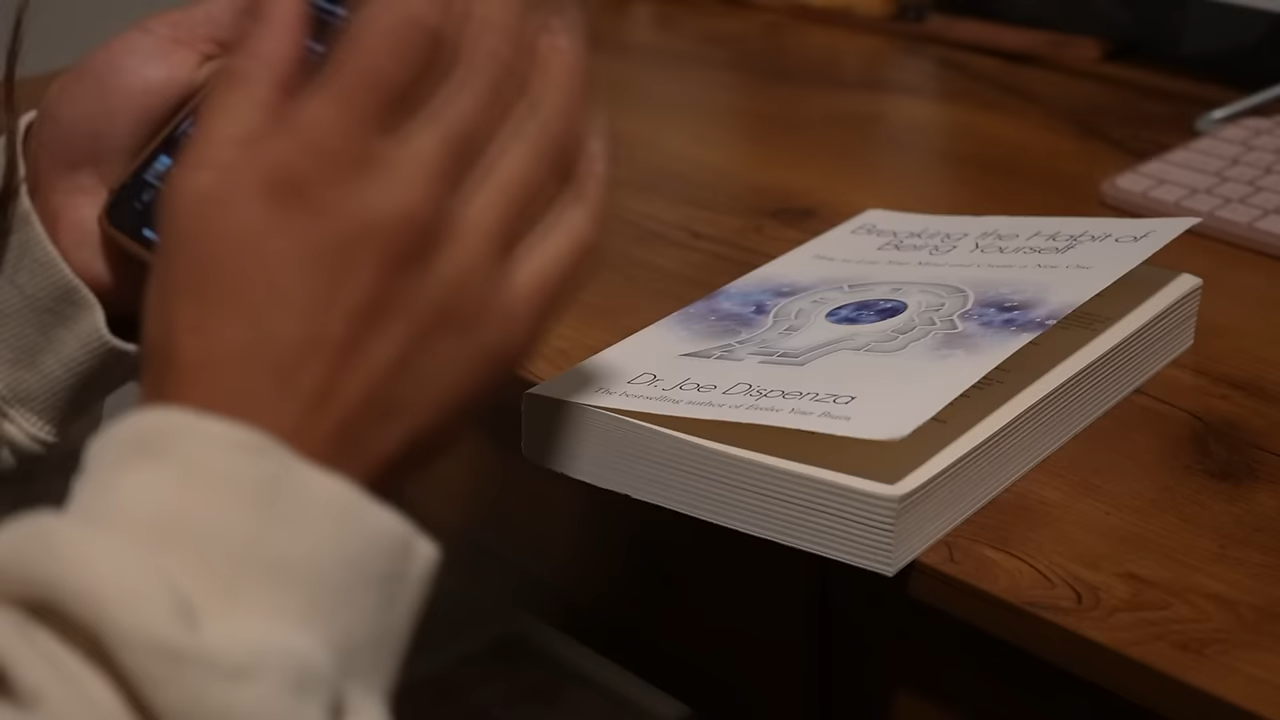 Breaking the Habit of
Being Yourself
How to Lose Your Mind and Create a New One
Dr. Joe Dispenza
The bestselling author of Evolve Your Brain